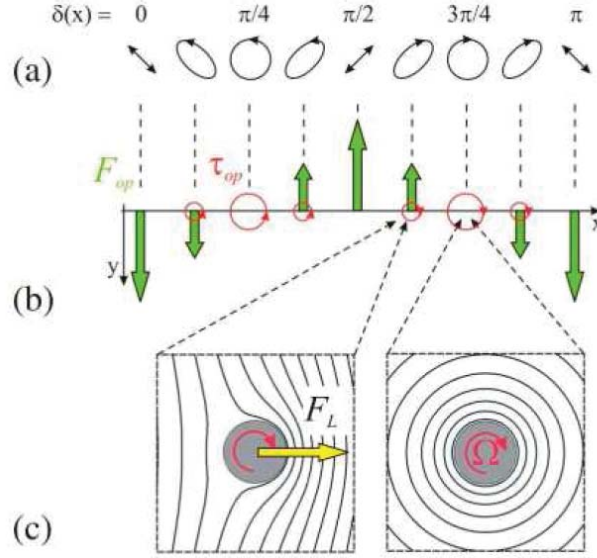 δ(x) = 0 π/4 π/2 3π/4 π
(a)
F_op τ_op
x
y
(b)
F_L
Ω
(c)